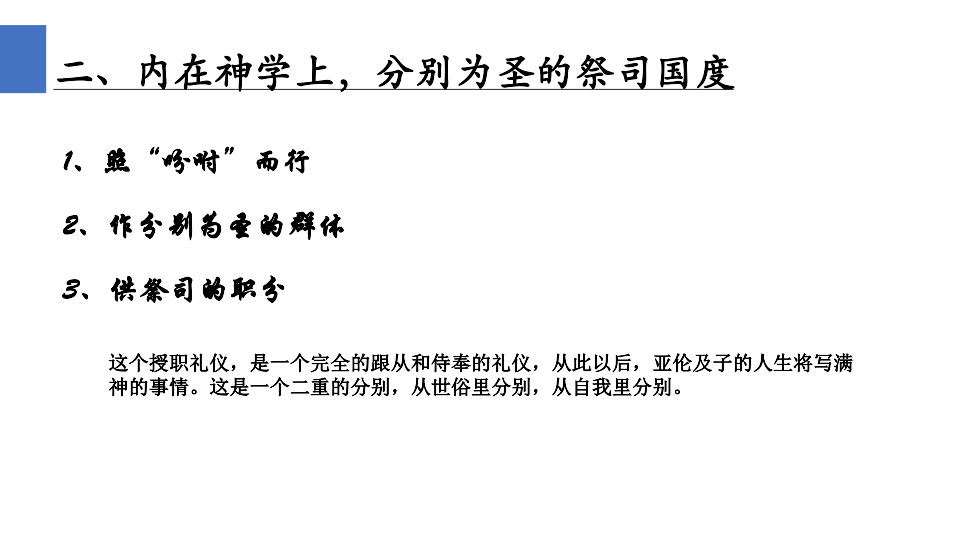 二、内在神学上，分别为圣的祭司国度
1、照“吩咐”而行
2、作分别为圣的群体
3、供祭司的职分
这个授职礼仪，是一个完全的跟从和侍奉的礼仪，从此以后，亚伦及子的人生将写满
神的事情。这是一个二重的分别，从世俗里分别，从自我里分别。